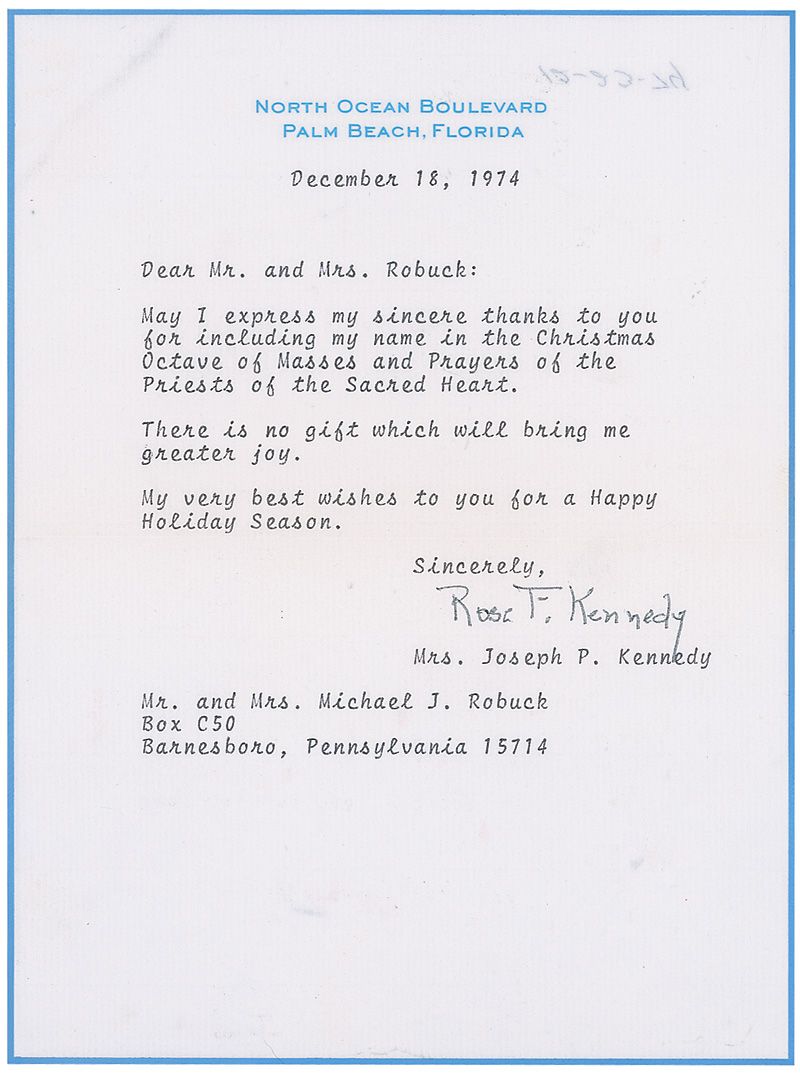 NORTH OCEAN BOULEVARD
PALM BEACH, FLORIDA
December 18, 1974
Dear Mr. and Mrs. Robuck:
May I express my sincere thanks to you
for including my name in the Christmas
Octave of Masses and Prayers of the
Priests of the Sacred Heart.
There is no gift which will bring me
greater joy.
My very best wishes to you for a Happy
Holiday Season.
Sincerely,
Rose F. Kennedy
Mrs. Joseph P. Kennedy
Mr. and Mrs. Michael J. Robuck
Box C50
Barnesboro, Pennsylvania 15714